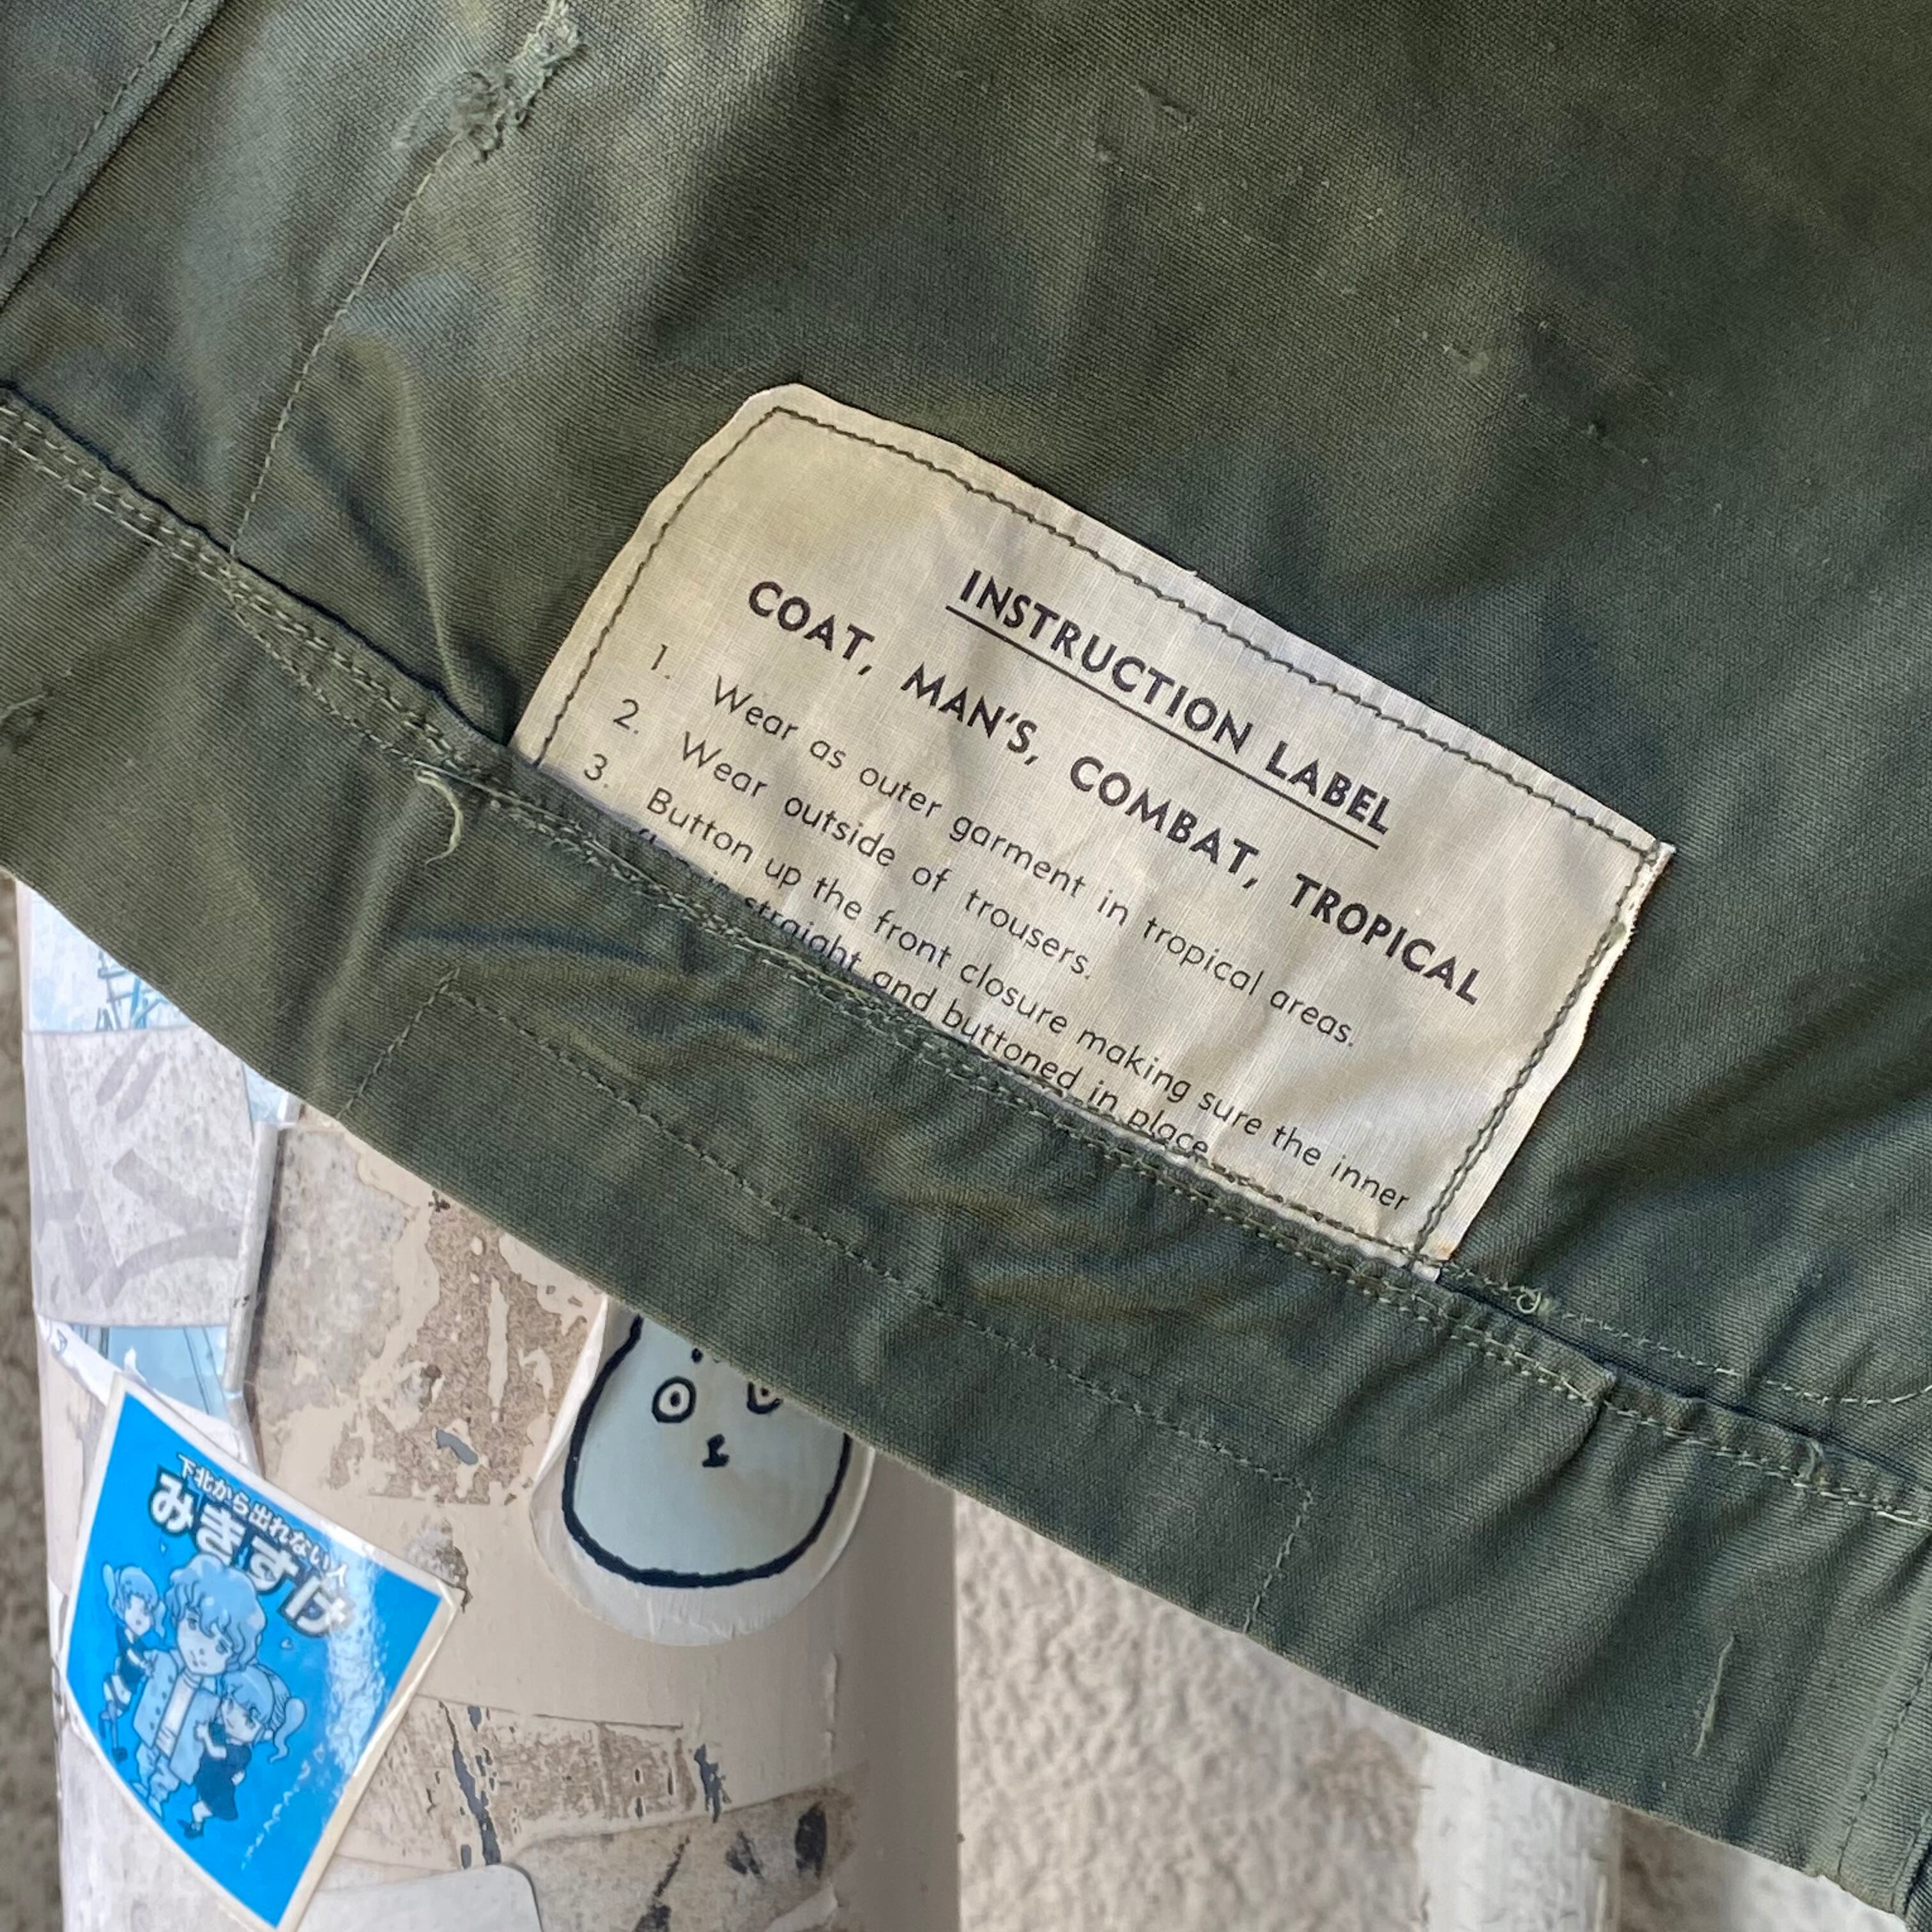 INSTRUCTION LABEL
COAT, MAN'S, COMBAT, TROPICAL
1. Wear as outer garment in tropical areas.
2. Wear outside of trousers.
3. Button up the front closure making sure the inner
flap is straight and buttoned in place.
下北から出れない人
みきすけ